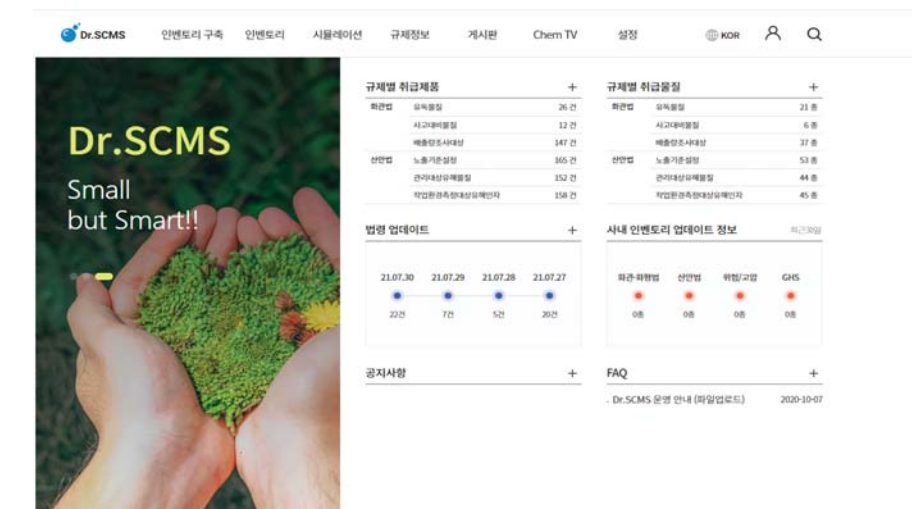 Dr.SCMS 인벤토리 구축 인벤토리 시뮬레이션 규제정보 게시판 Chem TV 설정 KOR
Dr.SCMS
Small
but Smart!!
규제별 취급제품 +
화관법 유독물질 26 건
사고대비물질 12 건
배출량조사대상 147 건
산안법 노출기준설정 165 건
관리대상유해물질 152 건
작업환경측정대상유해인자 158 건
규제별 취급물질 +
화관법 유독물질 21 종
사고대비물질 6 종
배출량조사대상 37 종
산안법 노출기준설정 53 종
관리대상유해물질 44 종
작업환경측정대상유해인자 45 종
법령 업데이트 +
21.07.30 21.07.29 21.07.28 21.07.27
22건 7건 5건 20건
사내 인벤토리 업데이트 정보 최근30일
화관·화평법 산안법 위험/고압 GHS
0종 0종 0종 0종
공지사항 +
FAQ +
. Dr.SCMS 운영 안내 (파일업로드) 2020-10-07